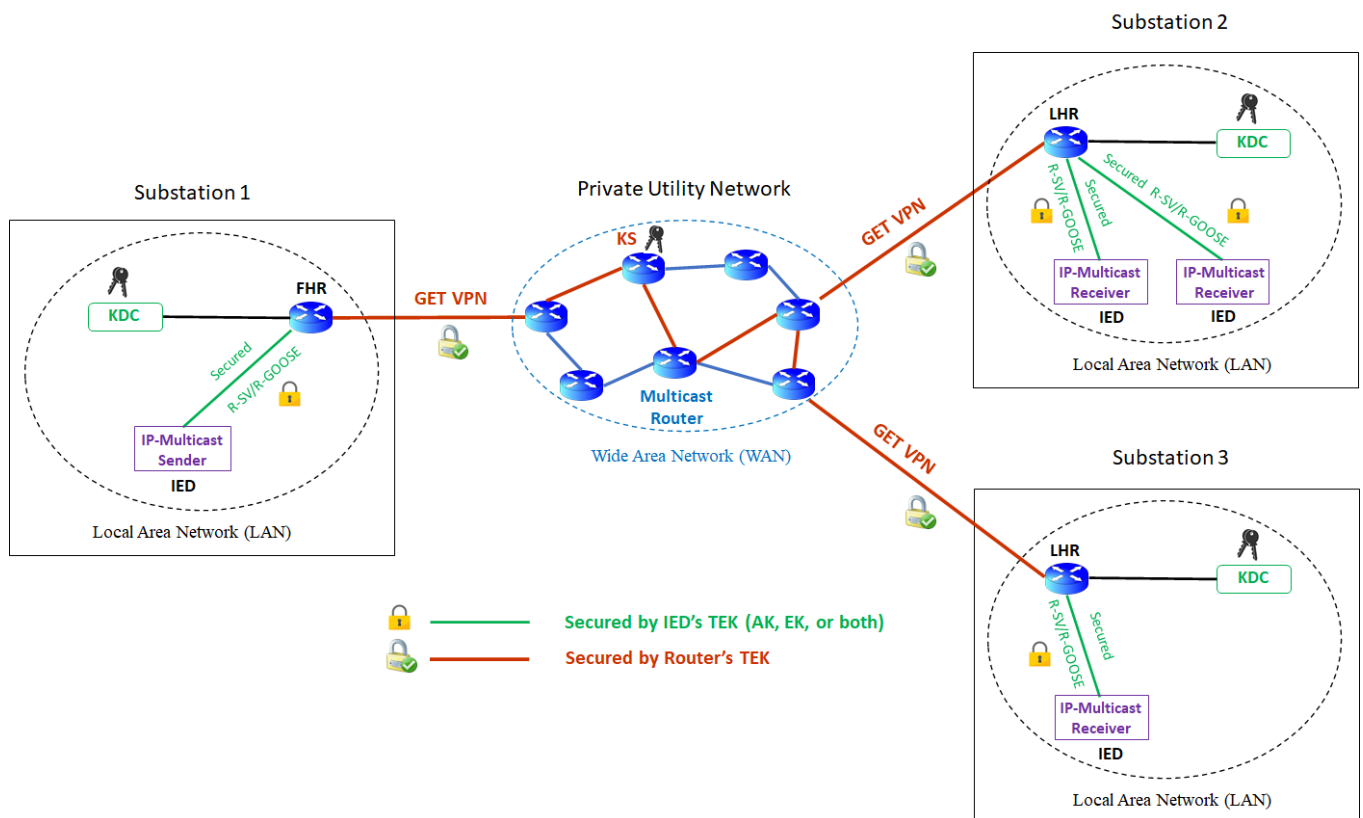 Substation 1
KDC
FHR
Secured
R-SV/R-GOOSE
IP-Multicast
Sender
IED
Local Area Network (LAN)
GET VPN
Private Utility Network
KS
Multicast
Router
Wide Area Network (WAN)
GET VPN
GET VPN
Substation 2
LHR
KDC
R-SV/R-GOOSE
Secured
Secured R-SV/R-GOOSE
IP-Multicast
Receiver
IED
IP-Multicast
Receiver
IED
Local Area Network (LAN)
Substation 3
LHR
KDC
R-SV/R-GOOSE
Secured
IP-Multicast
Receiver
IED
Local Area Network (LAN)
Secured by IED's TEK (AK, EK, or both)
Secured by Router's TEK